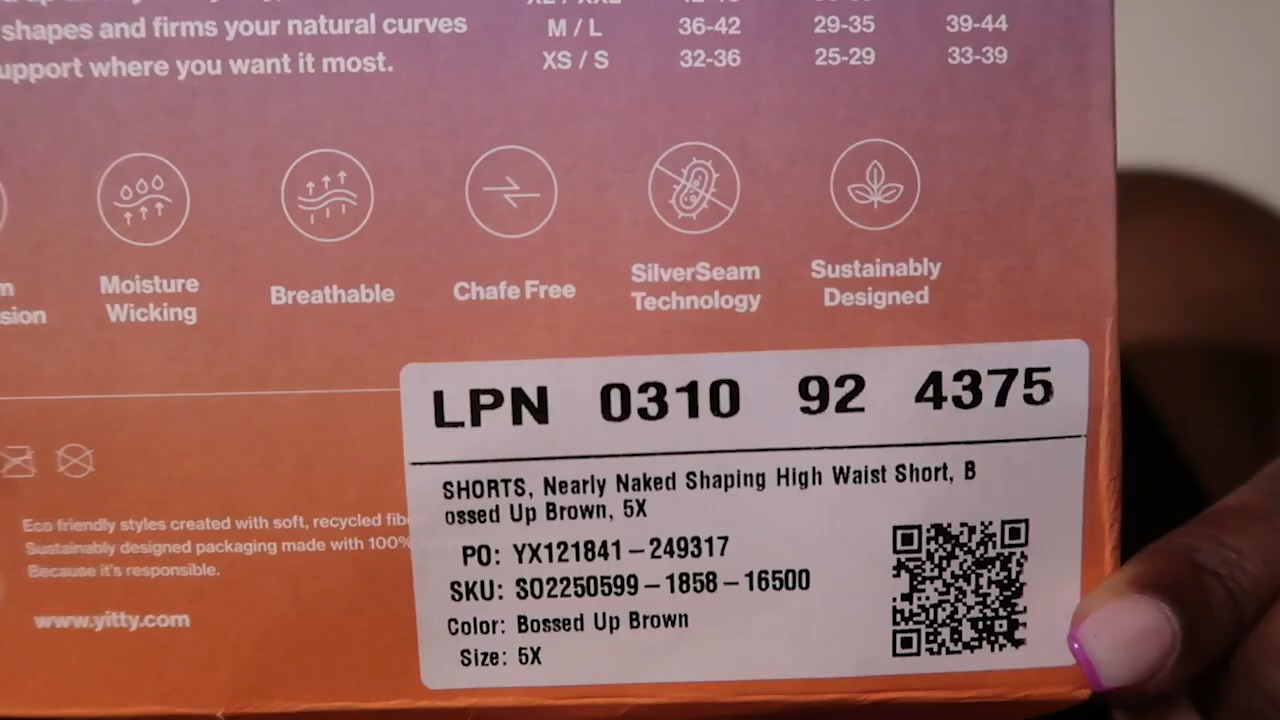 shapes and firms your natural curves
support where you want it most.
M / L 36-42 29-35 39-44
XS / S 32-36 25-29 33-39
Moisture
Wicking
Breathable
Chafe Free
SilverSeam
Technology
Sustainably
Designed
LPN 0310 92 4375
SHORTS, Nearly Naked Shaping High Waist Short, B
ossed Up Brown, 5X
PO: YX121841-249317
SKU: SO2250599-1858-16500
Color: Bossed Up Brown
Size: 5X
Eco friendly styles created with soft, recycled
Sustainably designed packaging made with 100%
Because it's responsible.
www.yitty.com